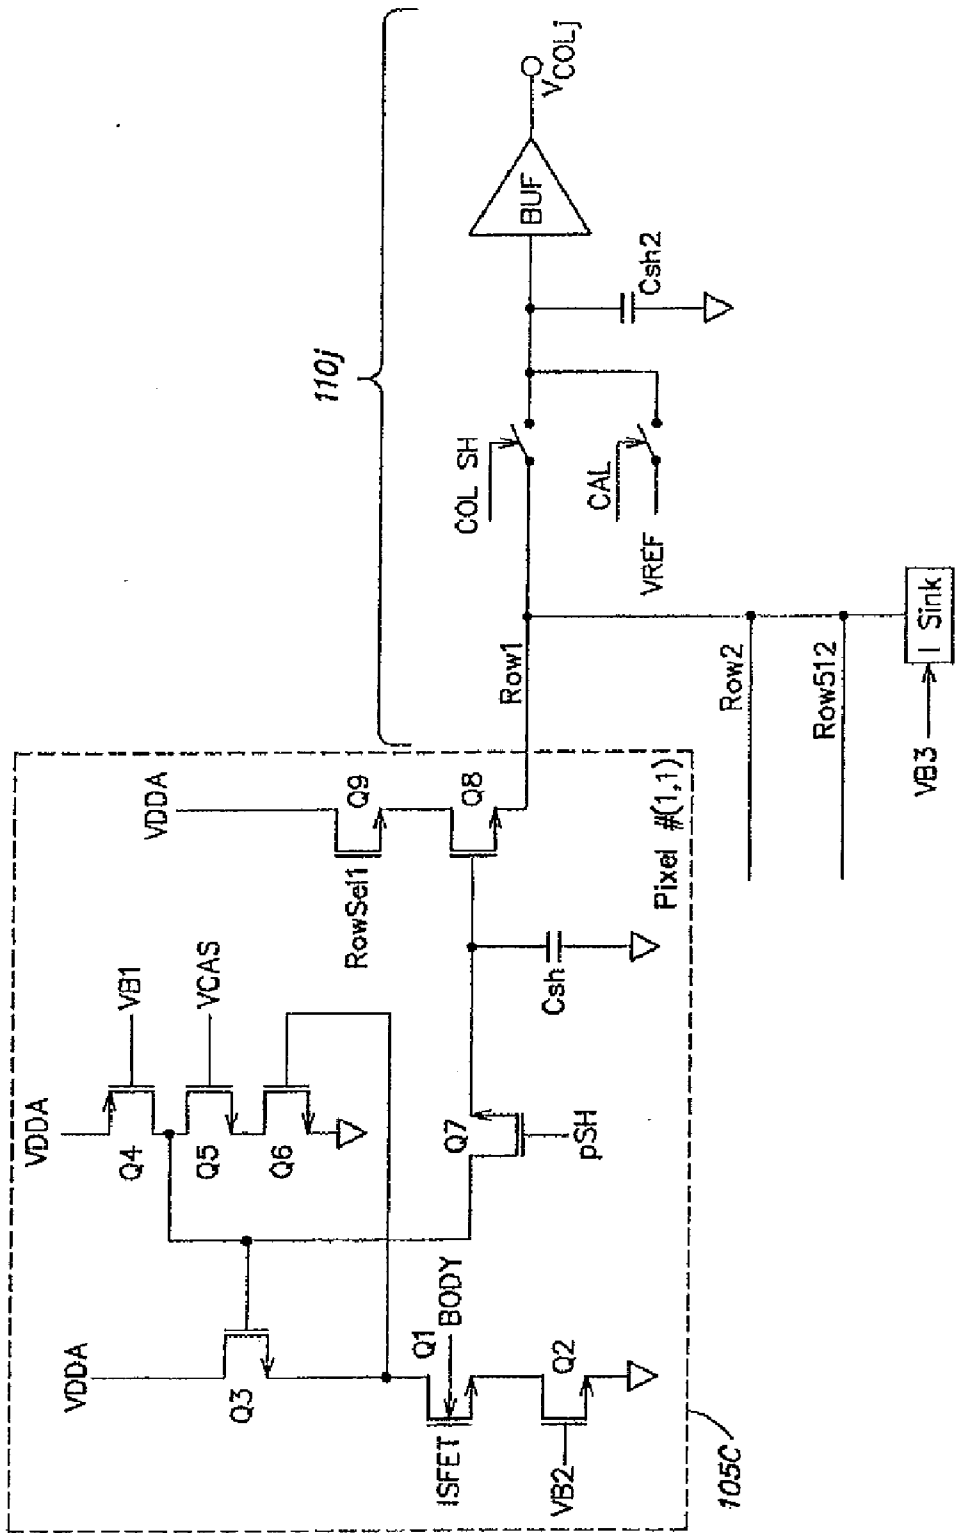 110j
VDDA
Q3
VDDA
VB1
Q4
VCAS
Q5
Q6
VDDA
Q9
RowSel1
Q8
Q7
pSH
Csh
ISFET
Q1
BODY
VB2
Q2
Pixel #(1,1)
105C
Row1
COL SH
CAL
VREF
Csh2
BUF
VCOLj
Row2
Row512
VB3
I Sink